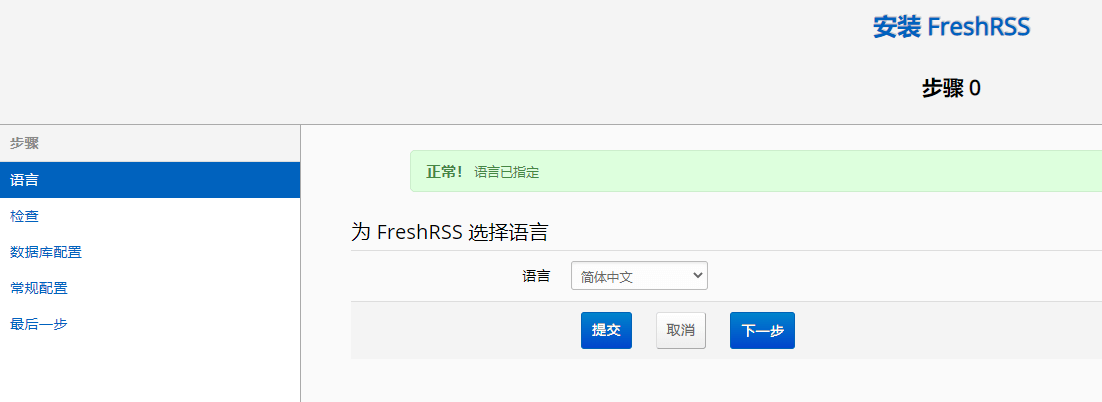 安装 FreshRSS
步骤 0
步骤
语言
检查
数据库配置
常规配置
最后一步
正常！ 语言已指定
为 FreshRSS 选择语言
语言 简体中文
提交 取消 下一步